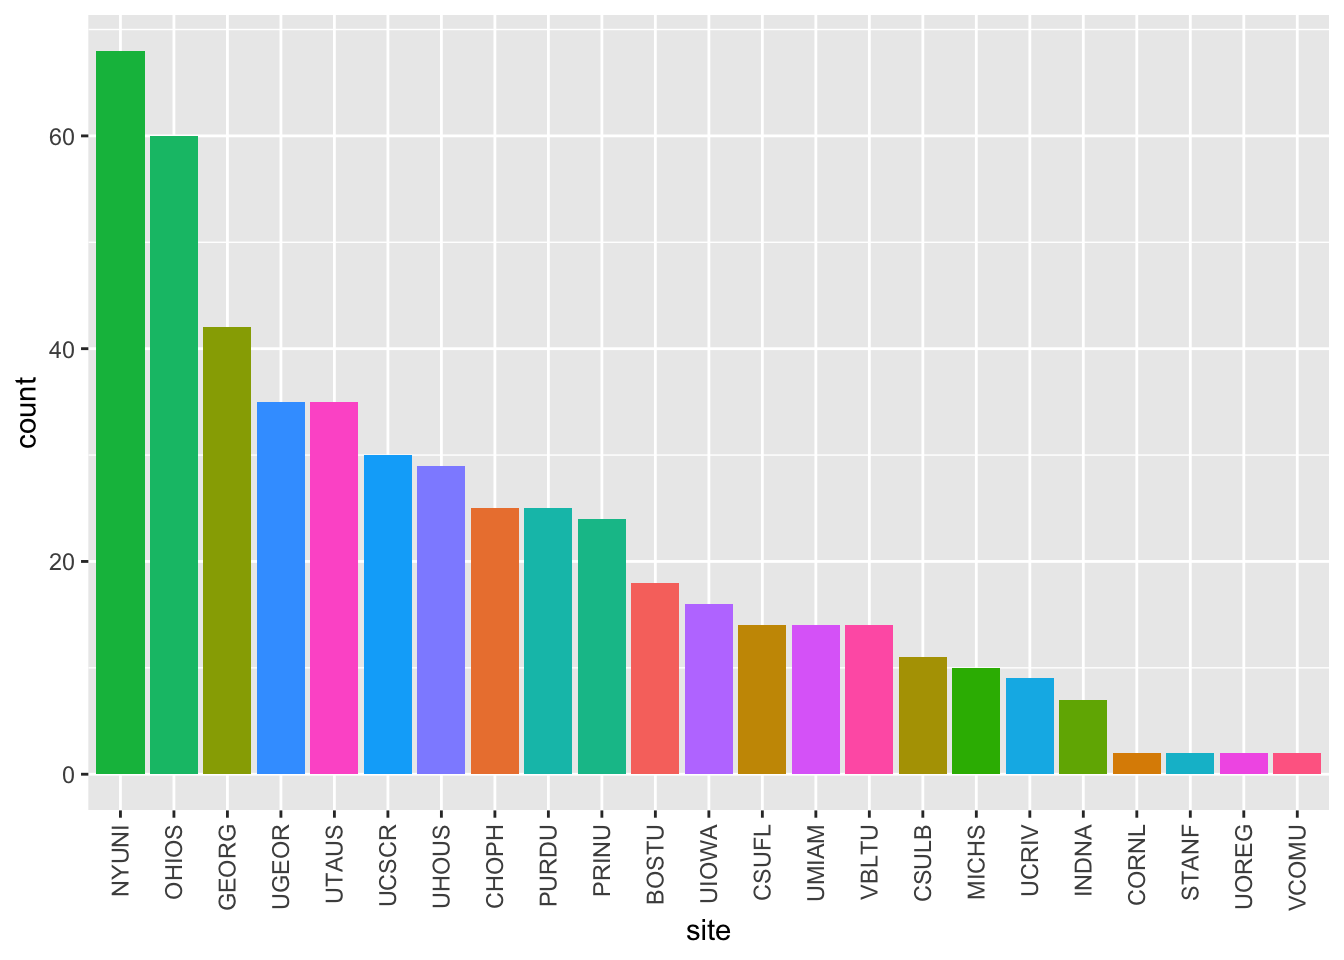 count
60
40
20
0
NYUNI
OHIOS
GEORG
UGEOR
UTAUS
UCSCR
UHOUS
CHOPH
PURDU
PRINU
BOSTU
UIOWA
CSUFL
UMIAM
VBLTU
CSULB
MICHS
UCRIV
INDNA
CORNL
STANF
UOREG
VCOMU
site